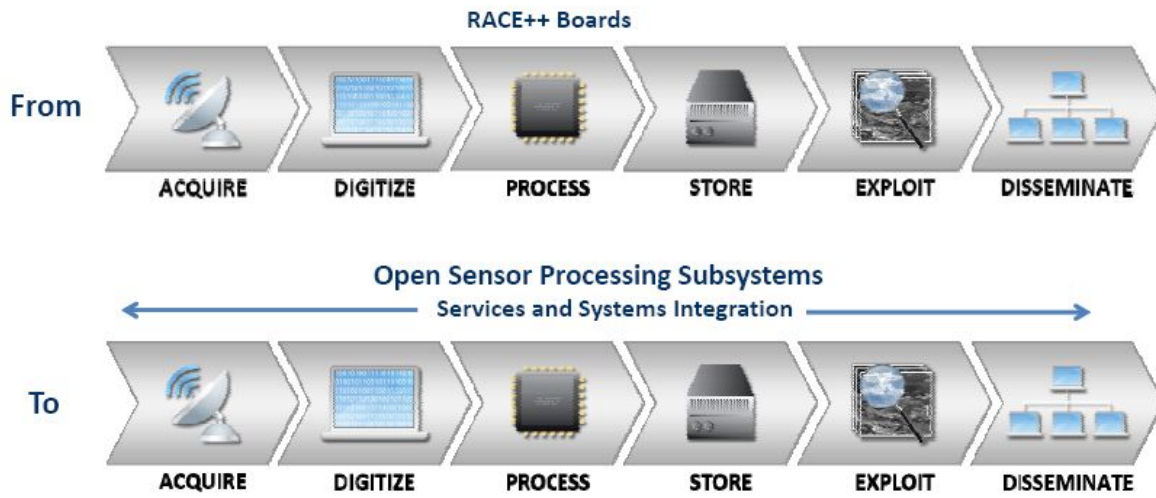 RACE++ Boards
From
ACQUIRE DIGITIZE PROCESS STORE EXPLOIT DISSEMINATE
Open Sensor Processing Subsystems
Services and Systems Integration
To
ACQUIRE DIGITIZE PROCESS STORE EXPLOIT DISSEMINATE